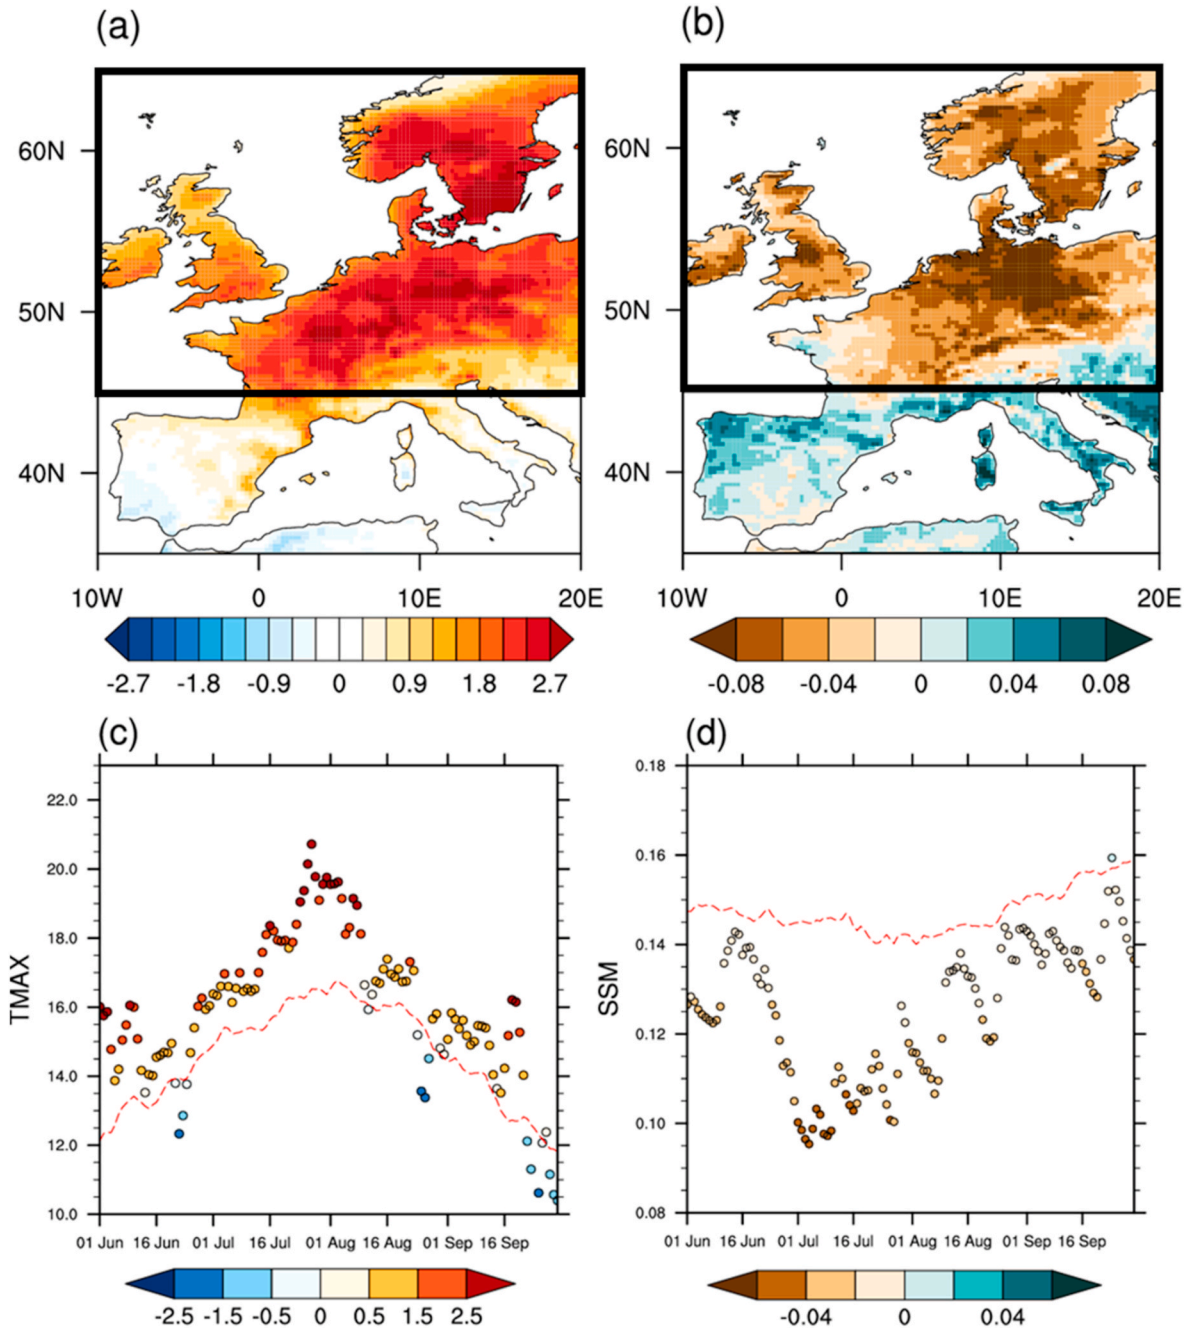 (a)
(b)
60N
50N
40N
10W 0 10E 20E
60N
50N
40N
10W 0 10E 20E
-2.7 -1.8 -0.9 0 0.9 1.8 2.7
-0.08 -0.04 0 0.04 0.08
(c)
(d)
TMAX
22.0
20.0
18.0
16.0
14.0
12.0
10.0
01 Jun 16 Jun 01 Jul 16 Jul 01 Aug 16 Aug 01 Sep 16 Sep
SSM
0.18
0.16
0.14
0.12
0.10
0.08
01 Jun 16 Jun 01 Jul 16 Jul 01 Aug 16 Aug 01 Sep 16 Sep
-2.5 -1.5 -0.5 0 0.5 1.5 2.5
-0.04 0 0.04